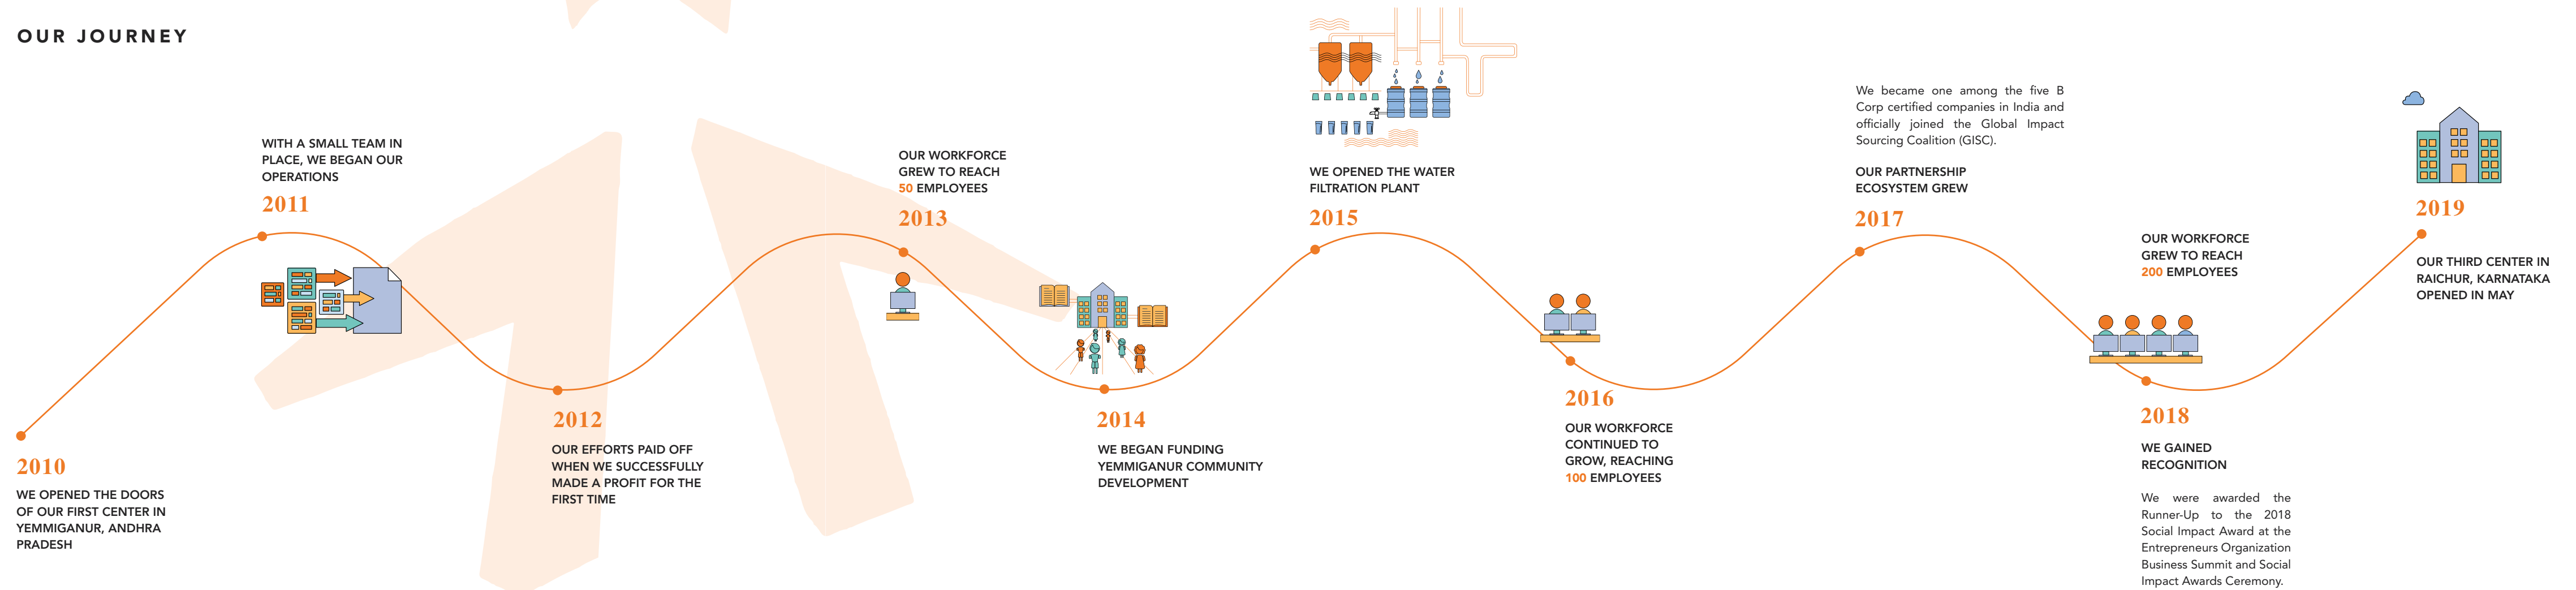 OUR JOURNEY
2010
WE OPENED THE DOORS
OF OUR FIRST CENTER IN
YEMMIGANUR, ANDHRA
PRADESH
WITH A SMALL TEAM IN
PLACE, WE BEGAN OUR
OPERATIONS
2011
2012
OUR EFFORTS PAID OFF
WHEN WE SUCCESSFULLY
MADE A PROFIT FOR THE
FIRST TIME
OUR WORKFORCE
GREW TO REACH
50 EMPLOYEES
2013
2014
WE BEGAN FUNDING
YEMMIGANUR COMMUNITY
DEVELOPMENT
WE OPENED THE WATER
FILTRATION PLANT
2015
2016
OUR WORKFORCE
CONTINUED TO
GROW, REACHING
100 EMPLOYEES
We became one among the five B
Corp certified companies in India and
officially joined the Global Impact
Sourcing Coalition (GISC).
OUR PARTNERSHIP
ECOSYSTEM GREW
2017
OUR WORKFORCE
GREW TO REACH
200 EMPLOYEES
2018
WE GAINED
RECOGNITION
We were awarded the
Runner-Up to the 2018
Social Impact Award at the
Entrepreneurs Organization
Business Summit and Social
Impact Awards Ceremony.
2019
OUR THIRD CENTER IN
RAICHUR, KARNATAKA
OPENED IN MAY